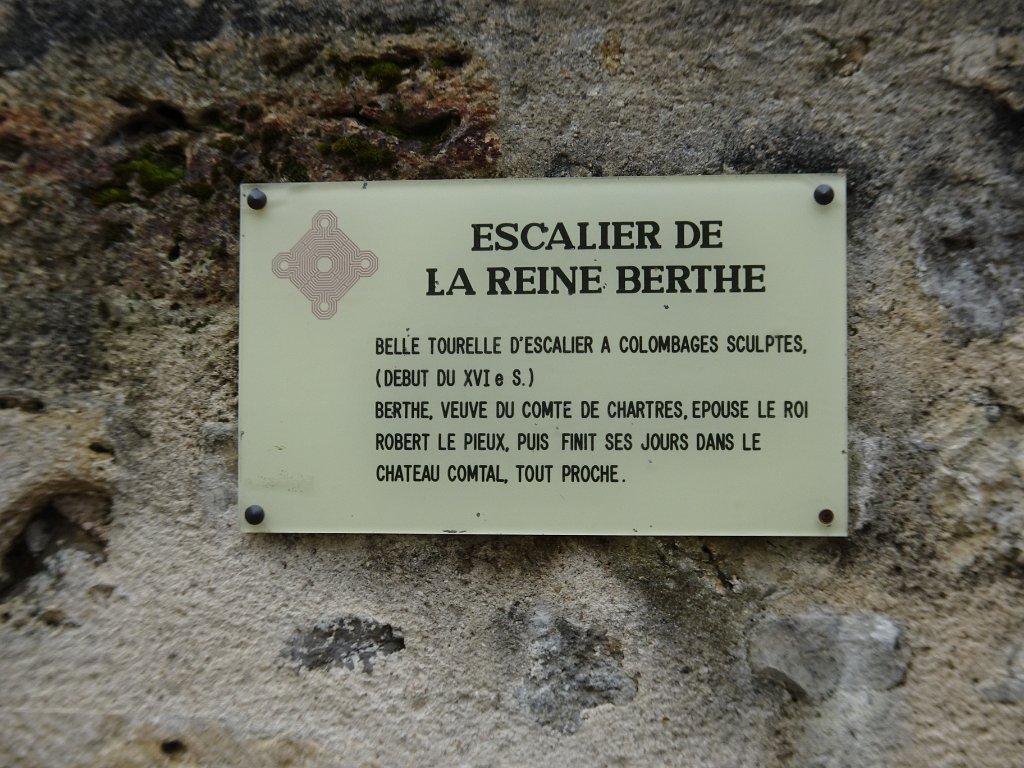 ESCALIER DE
LA REINE BERTHE
BELLE TOURELLE D'ESCALIER A COLOMBAGES SCULPTES,
(DEBUT DU XVI e S.)
BERTHE, VEUVE DU COMTE DE CHARTRES, EPOUSE LE ROI
ROBERT LE PIEUX, PUIS FINIT SES JOURS DANS LE
CHATEAU COMTAL, TOUT PROCHE.